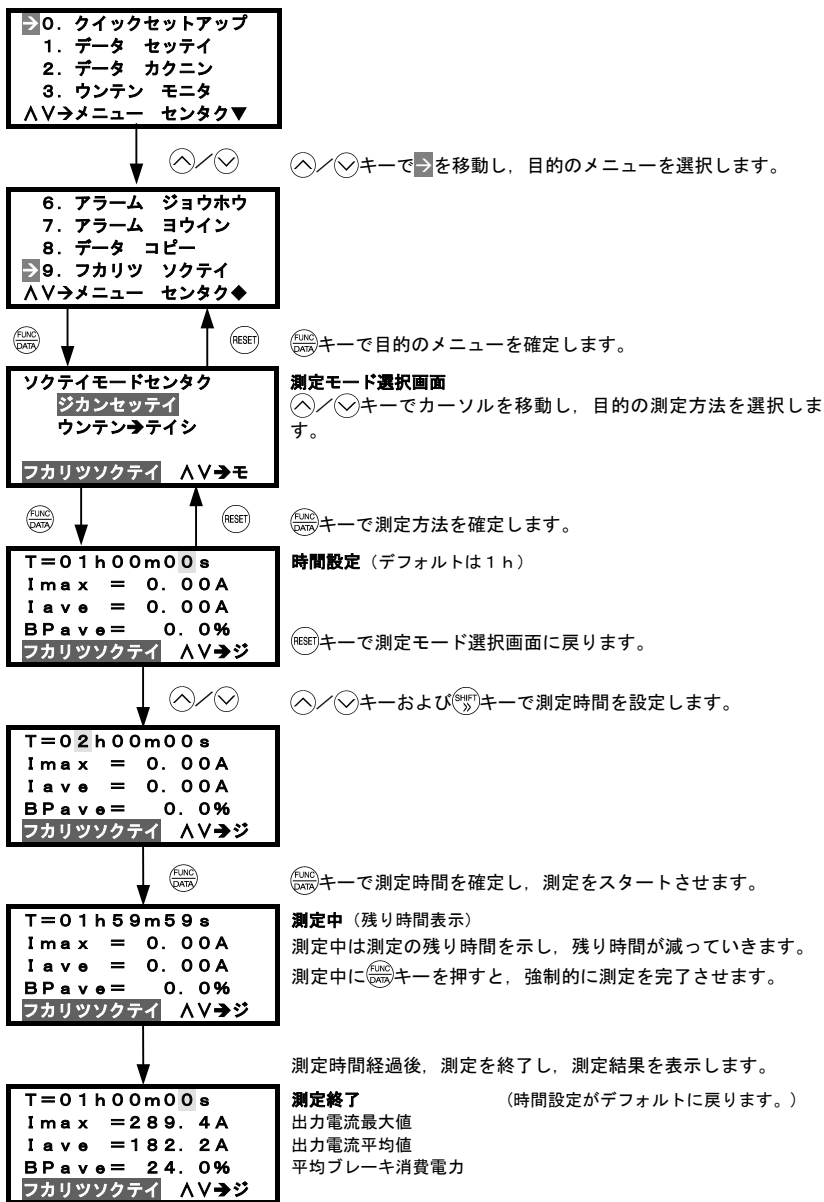 →０．クイックセットアップ
１．データ　セッテイ
２．データ　カクニン
３．ウンテン　モニタ
∧∨→メニュー　センタク▼
∧／∨
∧／∨キーで→を移動し，目的のメニューを選択します。
６．アラーム　ジョウホウ
７．アラーム　ヨウイン
８．データ　コピー
→９．フカリツ　ソクテイ
∧∨→メニュー　センタク◆
FUNC DATA
RESET
FUNC DATAキーで目的のメニューを確定します。
ソクテイモードセンタク
ジカンセッテイ
ウンテン→テイシ
フカリツソクテイ　∧∨→モ
測定モード選択画面
∧／∨キーでカーソルを移動し，目的の測定方法を選択しま
す。
FUNC DATA
RESET
FUNC DATAキーで測定方法を確定します。
Ｔ＝０１ｈ００ｍ００ｓ
Ｉｍａｘ　＝　０．００Ａ
Ｉａｖｅ　＝　０．００Ａ
ＢＰａｖｅ＝　０．０％
フカリツソクテイ　∧∨→ジ
時間設定（デフォルトは１ｈ）
RESETキーで測定モード選択画面に戻ります。
∧／∨
∧／∨キーおよびSHIFT »キーで測定時間を設定します。
Ｔ＝０２ｈ００ｍ００ｓ
Ｉｍａｘ　＝　０．００Ａ
Ｉａｖｅ　＝　０．００Ａ
ＢＰａｖｅ＝　０．０％
フカリツソクテイ　∧∨→ジ
FUNC DATA
FUNC DATAキーで測定時間を確定し，測定をスタートさせます。
Ｔ＝０１ｈ５９ｍ５９ｓ
Ｉｍａｘ　＝　０．００Ａ
Ｉａｖｅ　＝　０．００Ａ
ＢＰａｖｅ＝　０．０％
フカリツソクテイ　∧∨→ジ
測定中（残り時間表示）
測定中は測定の残り時間を示し，残り時間が減っていきます。
測定中にFUNC DATAキーを押すと，強制的に測定を完了させます。
測定時間経過後，測定を終了し，測定結果を表示します。
Ｔ＝０１ｈ００ｍ００ｓ
Ｉｍａｘ　＝２８９．４Ａ
Ｉａｖｅ　＝１８２．２Ａ
ＢＰａｖｅ＝　２４．０％
フカリツソクテイ　∧∨→ジ
測定終了　（時間設定がデフォルトに戻ります。）
出力電流最大値
出力電流平均値
平均ブレーキ消費電力